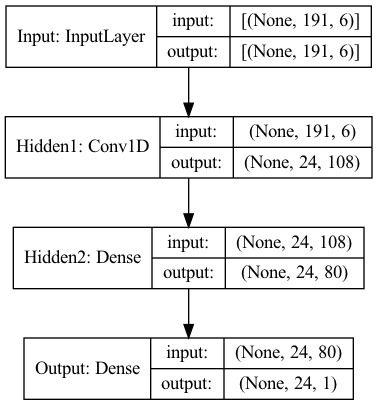 Input: InputLayer
input:
[(None, 191, 6)]
output:
[(None, 191, 6)]
Hidden1: Conv1D
input:
(None, 191, 6)
output:
(None, 24, 108)
Hidden2: Dense
input:
(None, 24, 108)
output:
(None, 24, 80)
Output: Dense
input:
(None, 24, 80)
output:
(None, 24, 1)